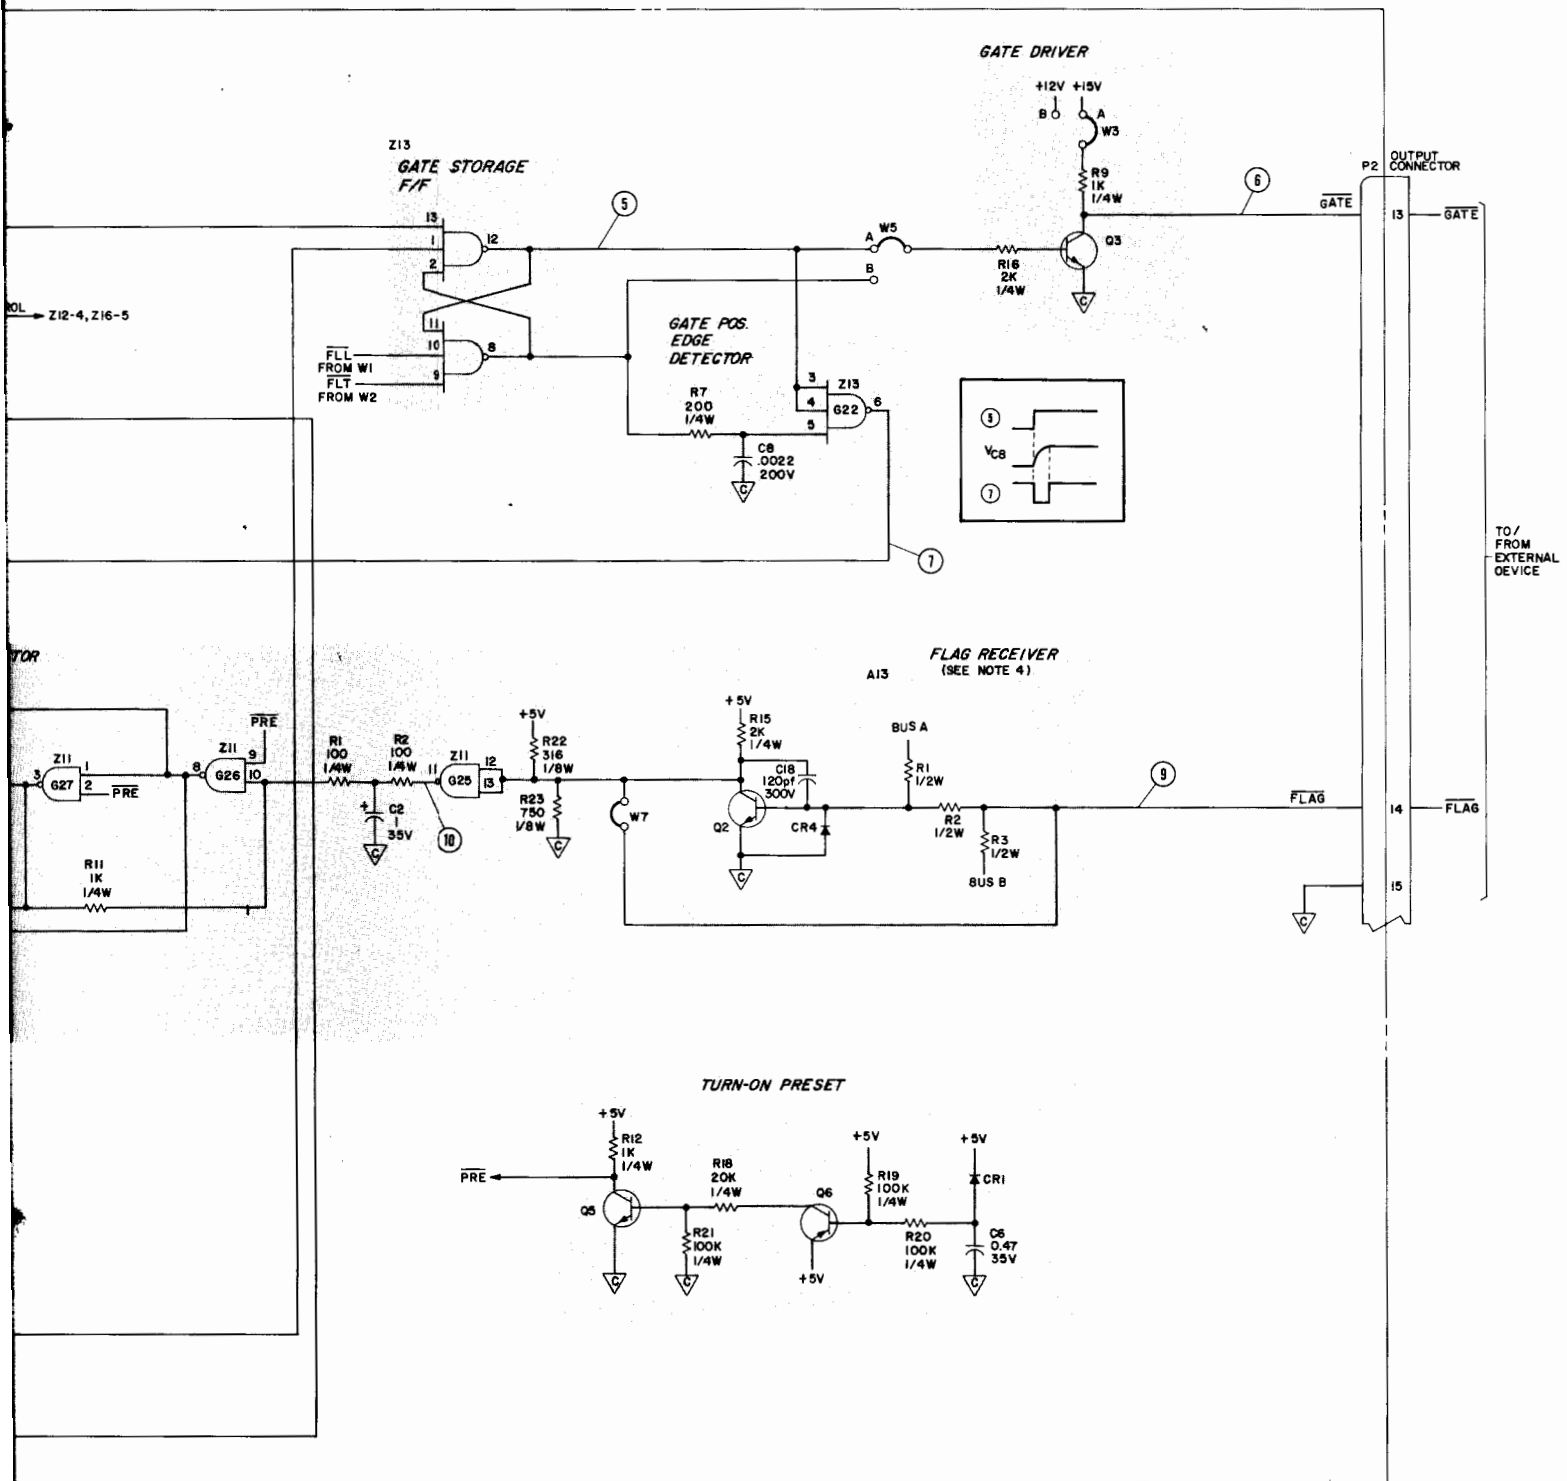 GATE DRIVER
+12V +15V
B
A
W3
R9
1K
1/4W
P2
OUTPUT
CONNECTOR
6
GATE
13
GATE
Z13
GATE STORAGE
F/F
13
1
2
12
5
A
W5
B
R16
2K
1/4W
Q3
C
ROL
Z12-4, Z16-5
11
10
9
8
FLL
FROM W1
FLT
FROM W2
GATE POS.
EDGE
DETECTOR
R7
200
1/4W
3
4
5
Z13
G22
6
C8
.0022
200V
C
5
VC8
7
7
TO/
FROM
EXTERNAL
DEVICE
TOR
FLAG RECEIVER
(SEE NOTE 4)
A13
PRE
Z11
G27
3
1
2
PRE
Z11
G26
8
9
10
R1
100
1/4W
R2
100
1/4W
+
C2
1
35V
C
10
Z11
G25
11
12
13
+5V
R22
316
1/8W
R23
750
1/8W
C
W7
+5V
R15
2K
1/4W
C18
120pf
300V
Q2
CR4
C
BUS A
R1
1/2W
R2
1/2W
R3
1/2W
BUS B
9
FLAG
14
FLAG
15
C
R11
1K
1/4W
TURN-ON PRESET
+5V
R12
1K
1/4W
PRE
Q5
C
R18
20K
1/4W
R21
100K
1/4W
C
Q6
+5V
+5V
R19
100K
1/4W
R20
100K
1/4W
+5V
CR1
C6
0.47
35V
C